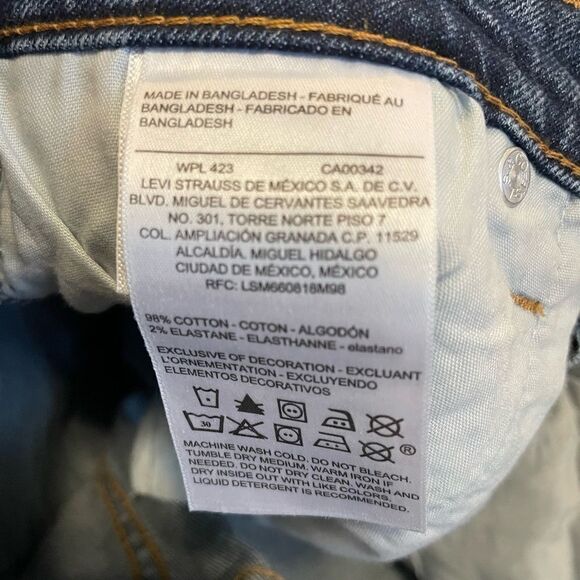 MADE IN BANGLADESH - FABRIQUÉ AU
BANGLADESH - FABRICADO EN
BANGLADESH
WPL 423 CA00342
LEVI STRAUSS DE MÉXICO S.A. DE C.V.
BLVD. MIGUEL DE CERVANTES SAAVEDRA
NO. 301, TORRE NORTE PISO 7
COL. AMPLIACIÓN GRANADA C.P. 11529
ALCALDÍA. MIGUEL HIDALGO
CIUDAD DE MÉXICO, MÉXICO
RFC: LSM660818M98
98% COTTON - COTON - ALGODÓN
2% ELASTANE - ELASTHANNE - elastano
EXCLUSIVE OF DECORATION - EXCLUANT
L'ORNEMENTATION - EXCLUYENDO
ELEMENTOS DECORATIVOS
30 ®
MACHINE WASH COLD. DO NOT BLEACH.
TUMBLE DRY MEDIUM. WARM IRON IF
NEEDED. DO NOT DRY CLEAN. WASH AND
DRY INSIDE OUT WITH LIKE COLORS.
LIQUID DETERGENT IS RECOMMENDED.